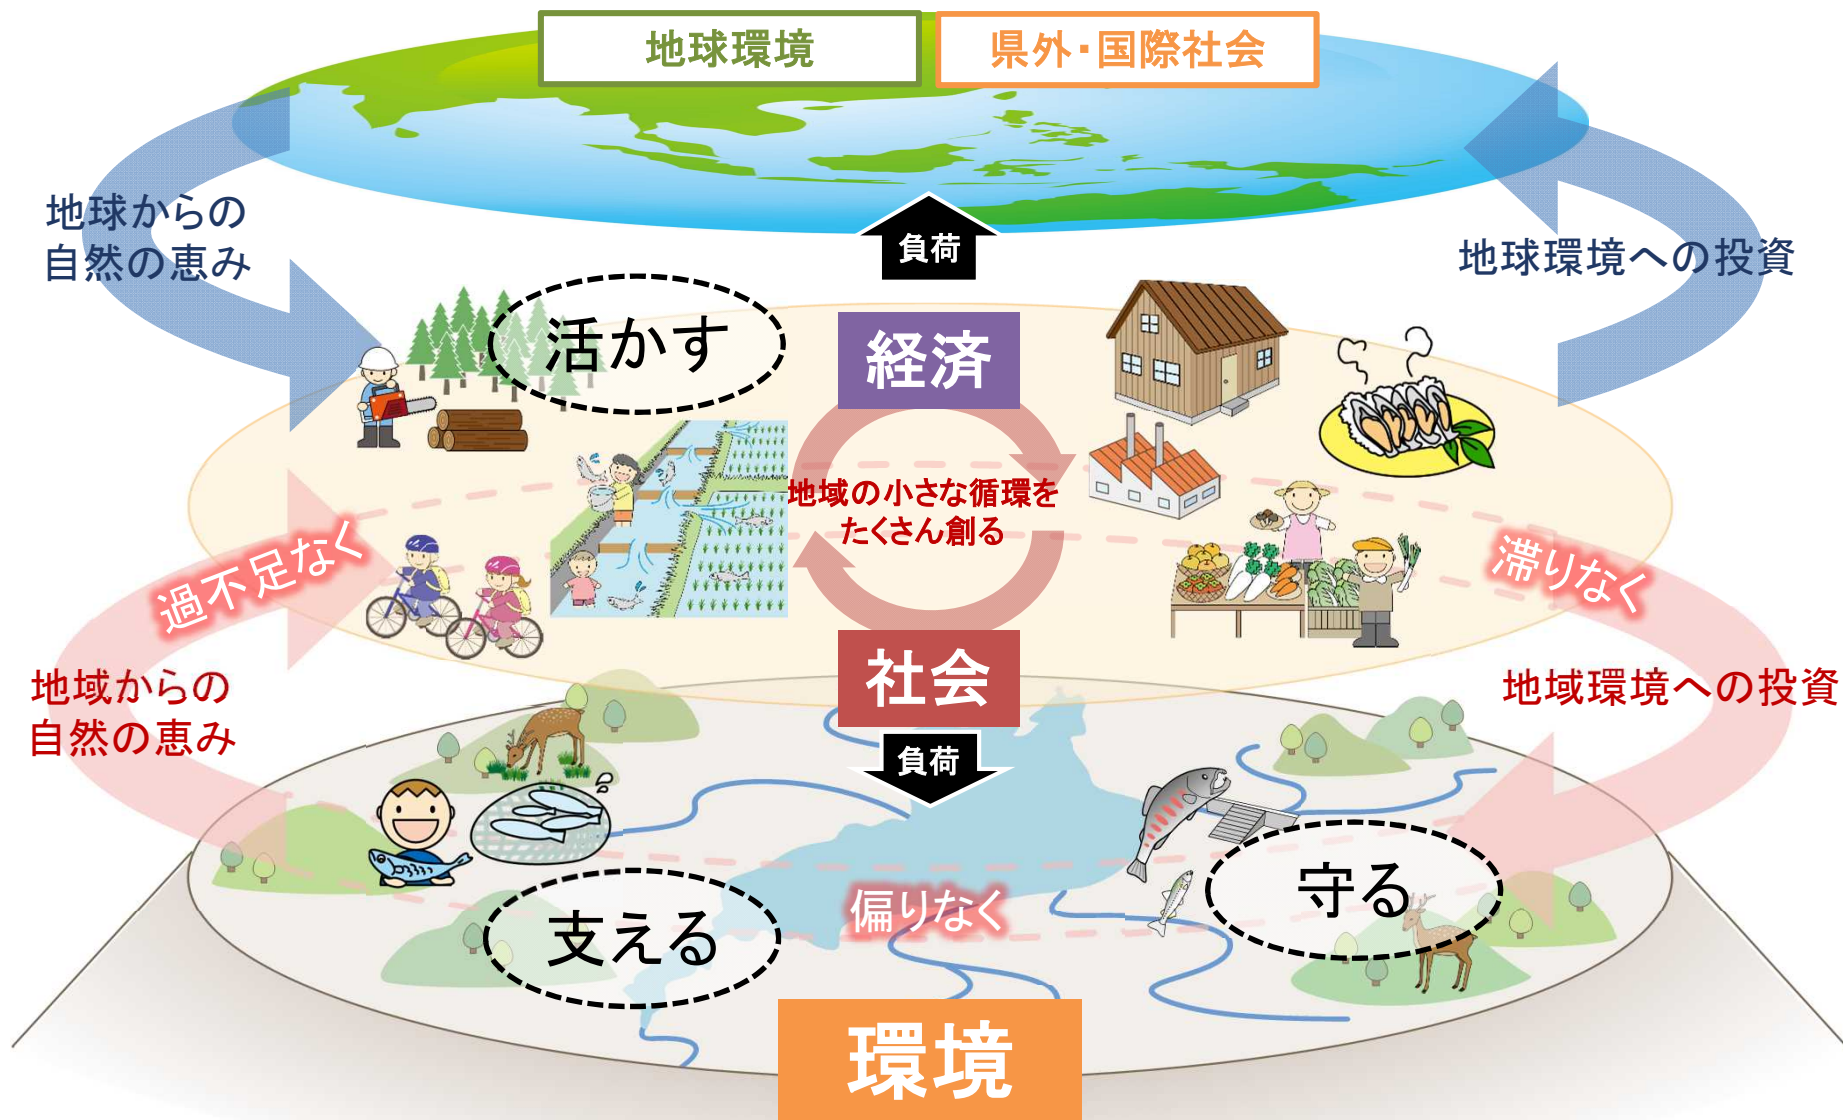 地球環境
県外・国際社会
地球からの
自然の恵み
負荷
地球環境への投資
活かす
経済
地域の小さな循環を
たくさん創る
過不足なく
滞りなく
社会
地域からの
自然の恵み
地域環境への投資
負荷
守る
支える
偏りなく
環境